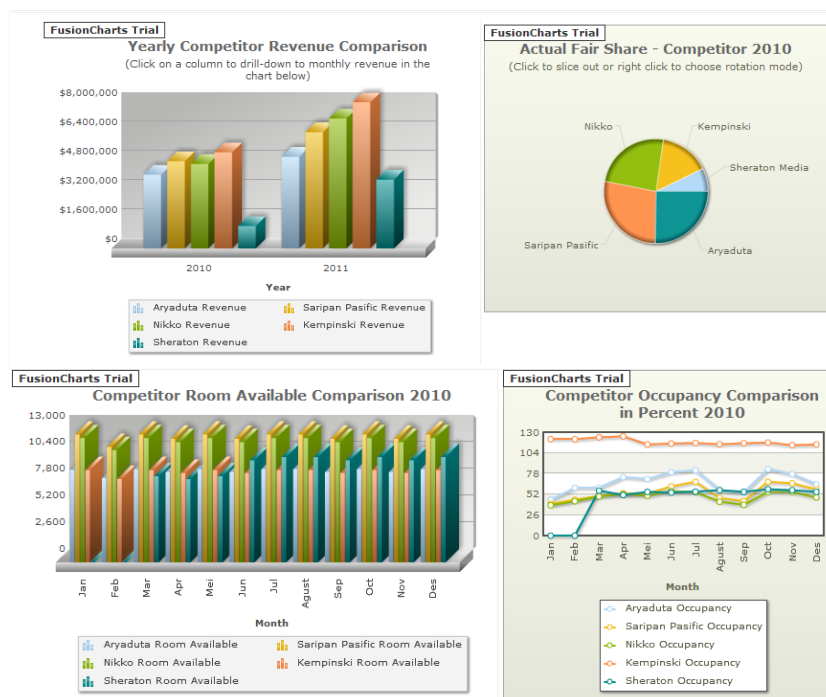 FusionCharts Trial
Yearly Competitor Revenue Comparison
(Click on a column to drill-down to monthly revenue in the
chart below)
$8,000,000
$6,400,000
$4,800,000
$3,200,000
$1,600,000
$0
2010 2011
Year
Aryaduta Revenue Saripan Pasific Revenue
Nikko Revenue Kempinski Revenue
Sheraton Revenue
FusionCharts Trial
Actual Fair Share - Competitor 2010
(Click to slice out or right click to choose rotation mode)
Nikko Kempinski
Sheraton Media
Saripan Pasific
Aryaduta
FusionCharts Trial
Competitor Room Available Comparison 2010
13,000
10,400
7,800
5,200
2,600
0
Jan Feb Mar Apr Mei Jun Jul Agust Sep Oct Nov Des
Month
Aryaduta Room Available Saripan Pasific Room Available
Nikko Room Available Kempinski Room Available
Sheraton Room Available
FusionCharts Trial
Competitor Occupancy Comparison
in Percent 2010
130
104
78
52
26
0
Jan Feb Mar Apr Mei Jun Jul Agust Sep Oct Nov Des
Month
Aryaduta Occupancy
Saripan Pasific Occupancy
Nikko Occupancy
Kempinski Occupancy
Sheraton Occupancy